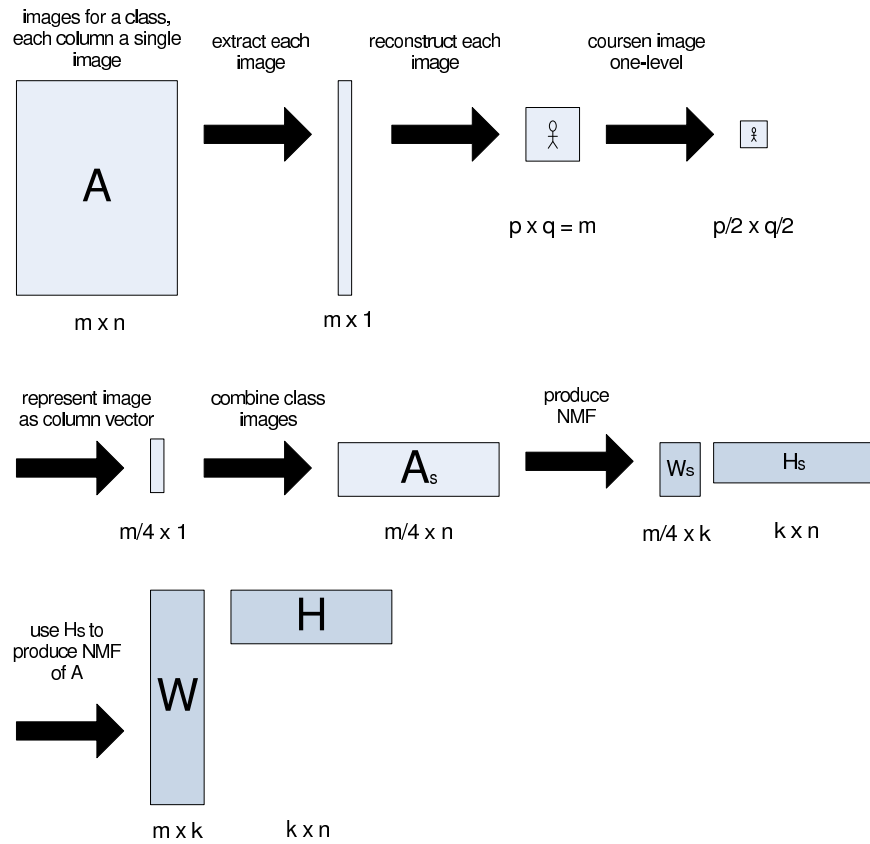 images for a class,
each column a single
image
extract each
image
reconstruct each
image
coursen image
one-level
A
p x q = m
p/2 x q/2
m x n
m x 1
represent image
as column vector
combine class
images
produce
NMF
As
Ws
Hs
m/4 x 1
m/4 x n
m/4 x k
k x n
use Hs to
produce NMF
of A
W
H
m x k
k x n